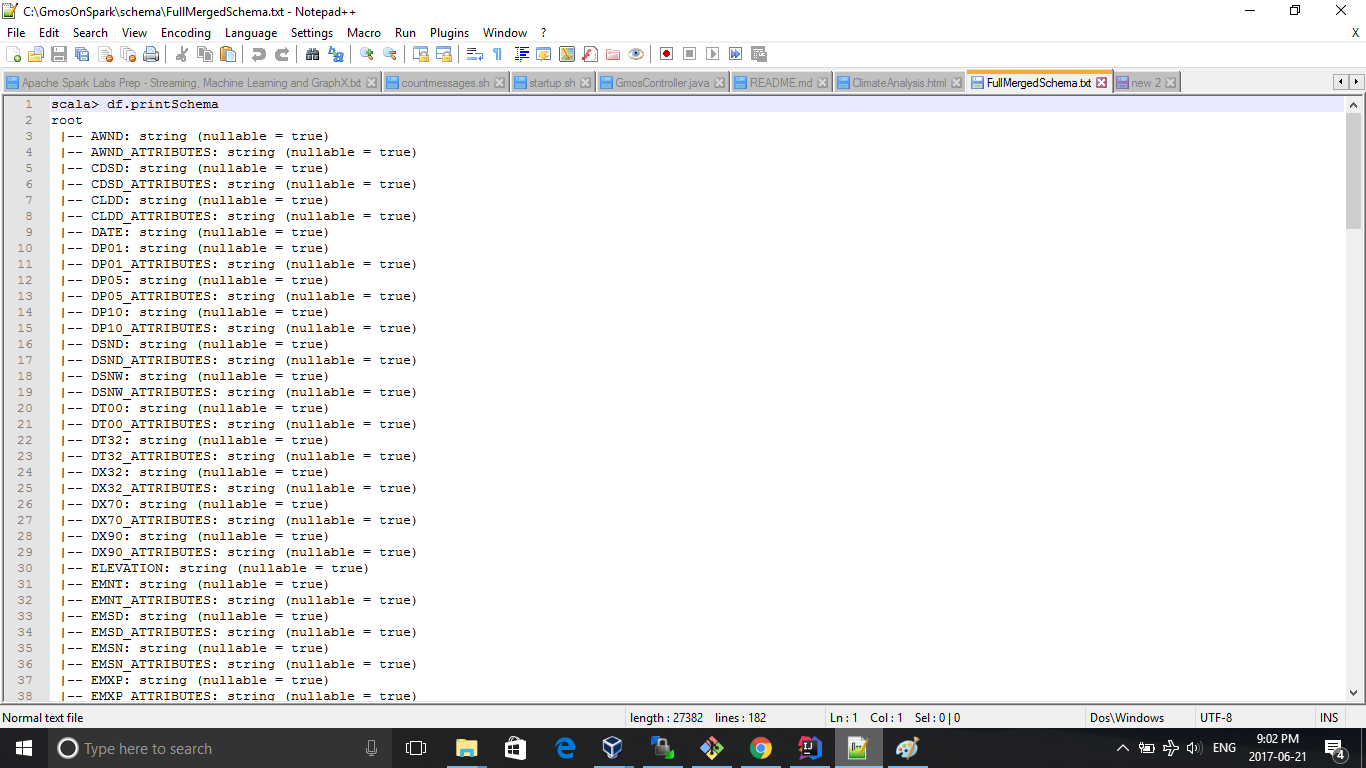 C:\GmosOnSpark\schema\FullMergedSchema.txt - Notepad++
File Edit Search View Encoding Language Settings Macro Run Plugins Window ? X
Apache Spark Labs Prep - Streaming, Machine Learning and GraphX.txt countmessages.sh startup.sh GmosController.java README.md ClimateAnalysis.html FullMergedSchema.txt new 2
1 scala> df.printSchema
2 root
3 |-- AWND: string (nullable = true)
4 |-- AWND_ATTRIBUTES: string (nullable = true)
5 |-- CDSD: string (nullable = true)
6 |-- CDSD_ATTRIBUTES: string (nullable = true)
7 |-- CLDD: string (nullable = true)
8 |-- CLDD_ATTRIBUTES: string (nullable = true)
9 |-- DATE: string (nullable = true)
10 |-- DP01: string (nullable = true)
11 |-- DP01_ATTRIBUTES: string (nullable = true)
12 |-- DP05: string (nullable = true)
13 |-- DP05_ATTRIBUTES: string (nullable = true)
14 |-- DP10: string (nullable = true)
15 |-- DP10_ATTRIBUTES: string (nullable = true)
16 |-- DSND: string (nullable = true)
17 |-- DSND_ATTRIBUTES: string (nullable = true)
18 |-- DSNW: string (nullable = true)
19 |-- DSNW_ATTRIBUTES: string (nullable = true)
20 |-- DT00: string (nullable = true)
21 |-- DT00_ATTRIBUTES: string (nullable = true)
22 |-- DT32: string (nullable = true)
23 |-- DT32_ATTRIBUTES: string (nullable = true)
24 |-- DX32: string (nullable = true)
25 |-- DX32_ATTRIBUTES: string (nullable = true)
26 |-- DX70: string (nullable = true)
27 |-- DX70_ATTRIBUTES: string (nullable = true)
28 |-- DX90: string (nullable = true)
29 |-- DX90_ATTRIBUTES: string (nullable = true)
30 |-- ELEVATION: string (nullable = true)
31 |-- EMNT: string (nullable = true)
32 |-- EMNT_ATTRIBUTES: string (nullable = true)
33 |-- EMSD: string (nullable = true)
34 |-- EMSD_ATTRIBUTES: string (nullable = true)
35 |-- EMSN: string (nullable = true)
36 |-- EMSN_ATTRIBUTES: string (nullable = true)
37 |-- EMXP: string (nullable = true)
38 |-- EMXP_ATTRIBUTES: string (nullable = true)
Normal text file length : 27382 lines : 182 Ln : 1 Col : 1 Sel : 0 | 0 Dos\Windows UTF-8 INS
Type here to search ENG 9:02 PM
2017-06-21 4